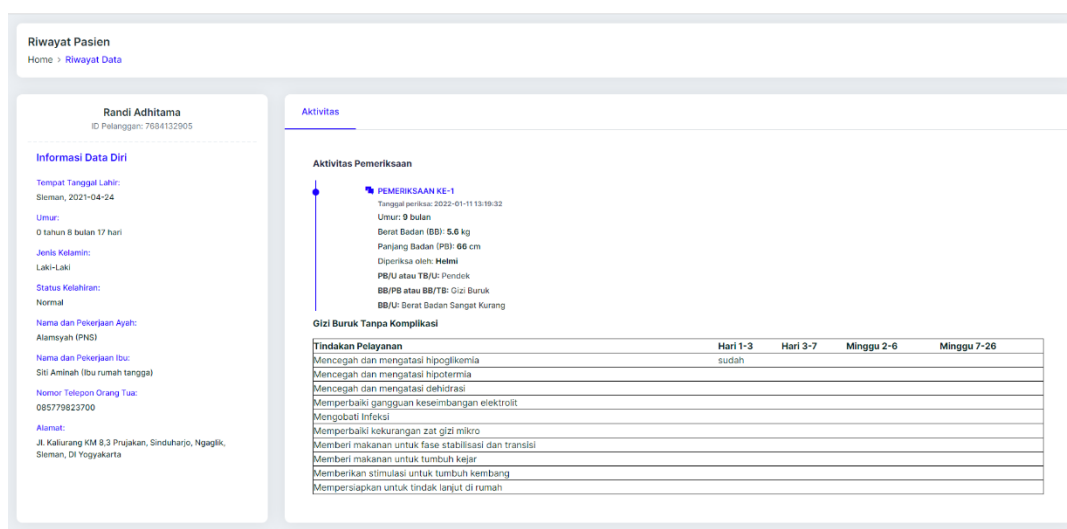 Riwayat Pasien
Home > Riwayat Data
Randi Adhitama
ID Pelanggan: 7684132905
Informasi Data Diri
Tempat Tanggal Lahir:
Sleman, 2021-04-24
Umur:
0 tahun 8 bulan 17 hari
Jenis Kelamin:
Laki-Laki
Status Kelahiran:
Normal
Nama dan Pekerjaan Ayah:
Alamsyah (PNS)
Nama dan Pekerjaan Ibu:
Siti Aminah (Ibu rumah tangga)
Nomor Telepon Orang Tua:
085779823700
Alamat:
Jl. Kaliurang KM 8,3 Prujakan, Sinduharjo, Ngaglik,
Sleman, DI Yogyakarta
Aktivitas
Aktivitas Pemeriksaan
PEMERIKSAAN KE-1
Tanggal periksa: 2022-01-11 13:19:32
Umur: 9 bulan
Berat Badan (BB): 5.6 kg
Panjang Badan (PB): 66 cm
Diperiksa oleh: Helmi
PB/U atau TB/U: Pendek
BB/PB atau BB/TB: Gizi Buruk
BB/U: Berat Badan Sangat Kurang
Gizi Buruk Tanpa Komplikasi
Tindakan Pelayanan Hari 1-3 Hari 3-7 Minggu 2-6 Minggu 7-26
Mencegah dan mengatasi hipoglikemia sudah
Mencegah dan mengatasi hipotermia
Mencegah dan mengatasi dehidrasi
Memperbaiki gangguan keseimbangan elektrolit
Mengobati Infeksi
Memperbaiki kekurangan zat gizi mikro
Memberi makanan untuk fase stabilisasi dan transisi
Memberi makanan untuk tumbuh kejar
Memberikan stimulasi untuk tumbuh kembang
Mempersiapkan untuk tindak lanjut di rumah